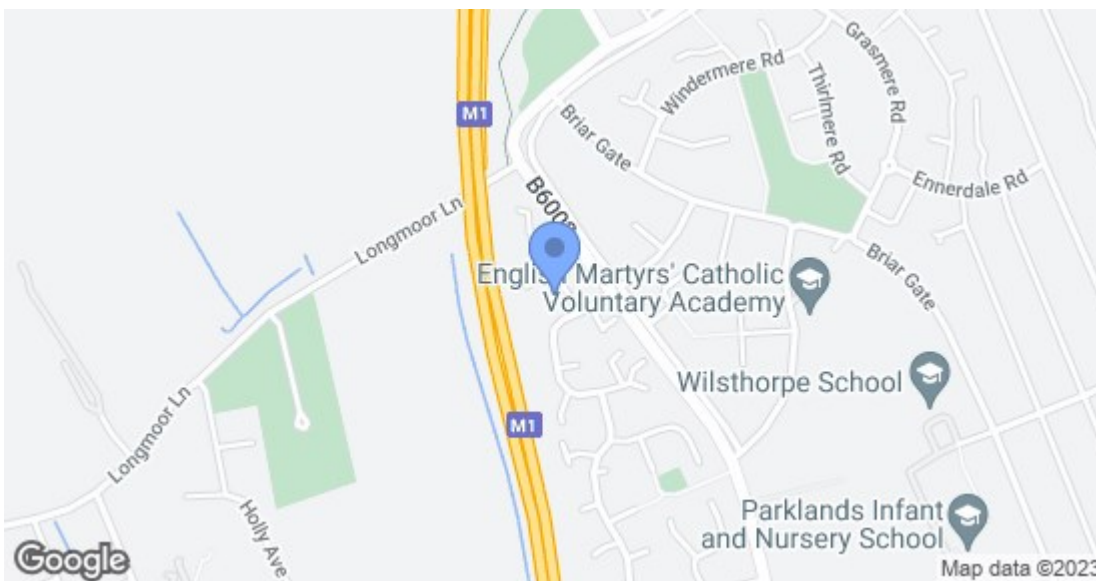 M1
Windermere Rd
Grasmere Rd
Thirlmere Rd
Briar Gate
Ennerdale Rd
Longmoor Ln
B6008
English Martyrs' Catholic
Voluntary Academy
Briar Gate
Wilsthorpe School
Longmoor Ln
M1
Holly Ave
Parklands Infant
and Nursery School
Google
Map data ©2023